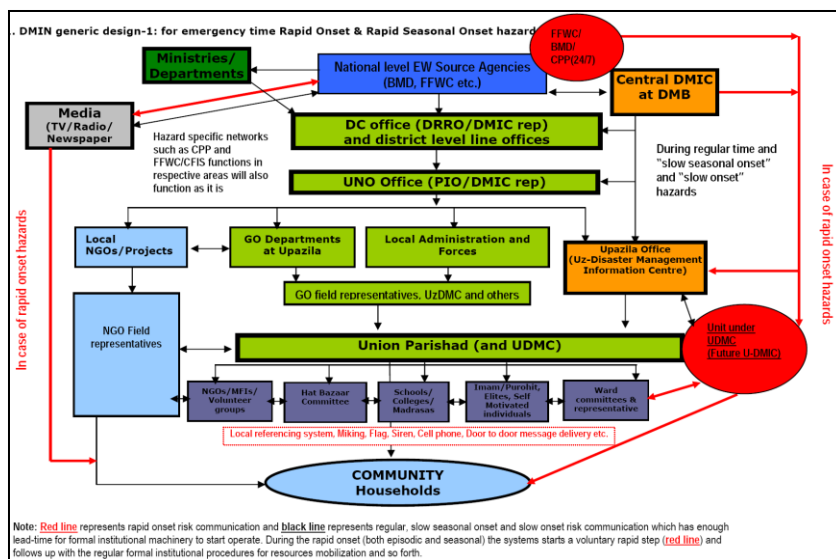 . DMIN generic design-1: for emergency time Rapid Onset & Rapid Seasonal Onset hazard
FFWC/
BMD/
CPP(24/7)
Ministries/
Departments
National level EW Source Agencies
(BMD, FFWC etc.)
Central DMIC
at DMB
Media
(TV/Radio/
Newspaper
Hazard specific networks
such as CPP and
FFWC/CFIS functions in
respective areas will also
function as it is
DC office (DRRO/DMIC rep)
and district level line offices
During regular time and
"slow seasonal onset"
and "slow onset"
hazards
UNO Office (PIO/DMIC rep)
In case of rapid onset hazards
In case of rapid onset hazards
Local
NGOs/Projects
GO Departments
at Upazila
Local Administration and
Forces
Upazila Office
(Uz-Disaster Management
Information Centre)
GO field representatives. UzDMC and others
NGO Field
representatives
Union Parishad (and UDMC)
Unit under
UDMC
(Future U-DMIC)
NGOs/MFIs/
Volunteer
groups
Hat Bazaar
Committee
Schools/
Colleges/
Madrasas
Imam/Purohit,
Elites, Self
Motivated
individuals
Ward
committees &
representative
Local referencing system, Miking, Flag, Siren, Cell phone, Door to door message delivery etc.
COMMUNITY
Households
Note: Red line represents rapid onset risk communication and black line represents regular, slow seasonal onset and slow onset risk communication which has enough
lead-time for formal institutional machinery to start operate. During the rapid onset (both episodic and seasonal) the systems starts a voluntary rapid step (red line) and
follows up with the regular formal institutional procedures for resources mobilization and so forth.